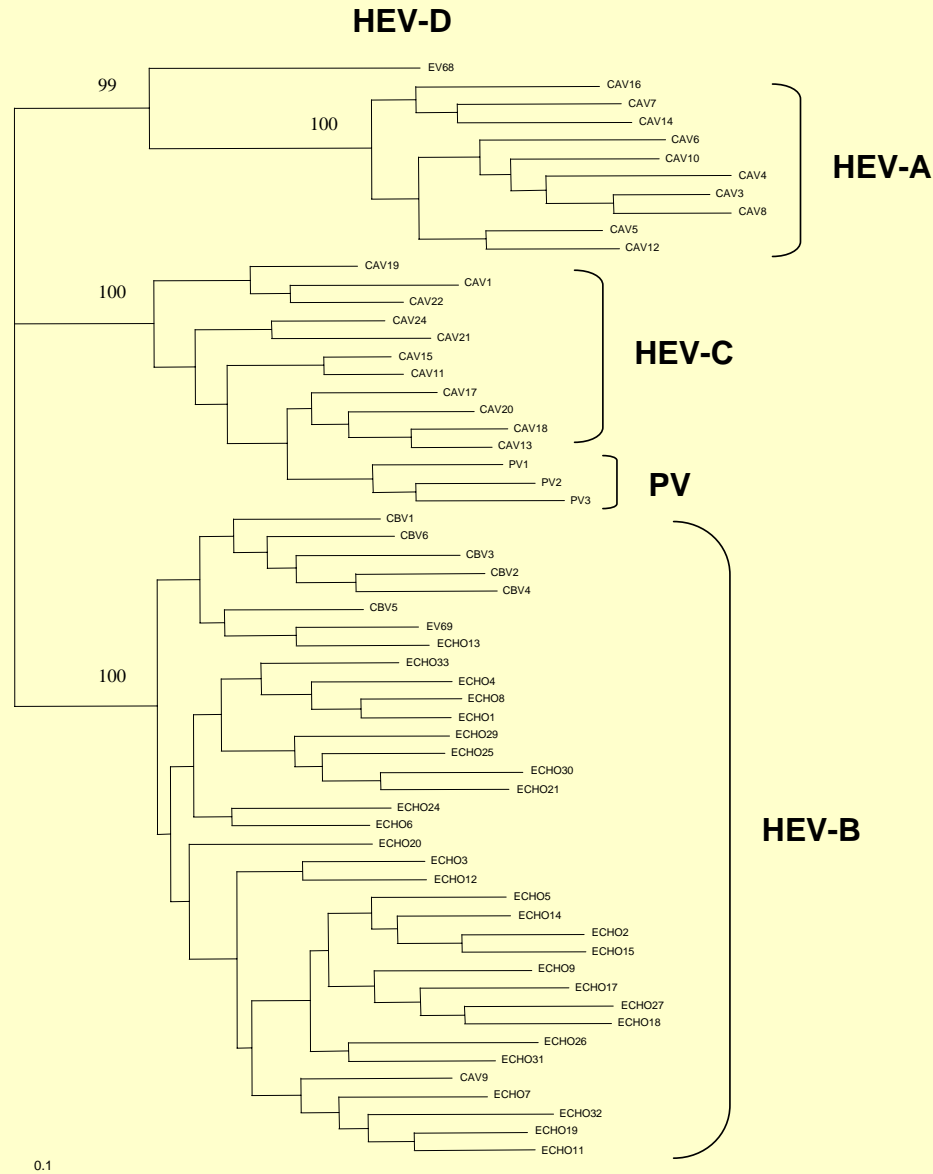 HEV-D
EV68
99
CAV16
CAV7
CAV14
100
CAV6
CAV10
HEV-A
CAV4
CAV3
CAV8
CAV5
CAV12
CAV19
CAV1
100
CAV22
CAV24
CAV21
HEV-C
CAV15
CAV11
CAV17
CAV20
CAV18
CAV13
PV1
PV2
PV
PV3
CBV1
CBV6
CBV3
CBV2
CBV4
CBV5
EV69
ECHO13
ECHO33
100
ECHO4
ECHO8
ECHO1
ECHO29
ECHO25
ECHO30
ECHO21
ECHO24
ECHO6
HEV-B
ECHO20
ECHO3
ECHO12
ECHO5
ECHO14
ECHO2
ECHO15
ECHO9
ECHO17
ECHO27
ECHO18
ECHO26
ECHO31
CAV9
ECHO7
ECHO32
ECHO19
ECHO11
0.1